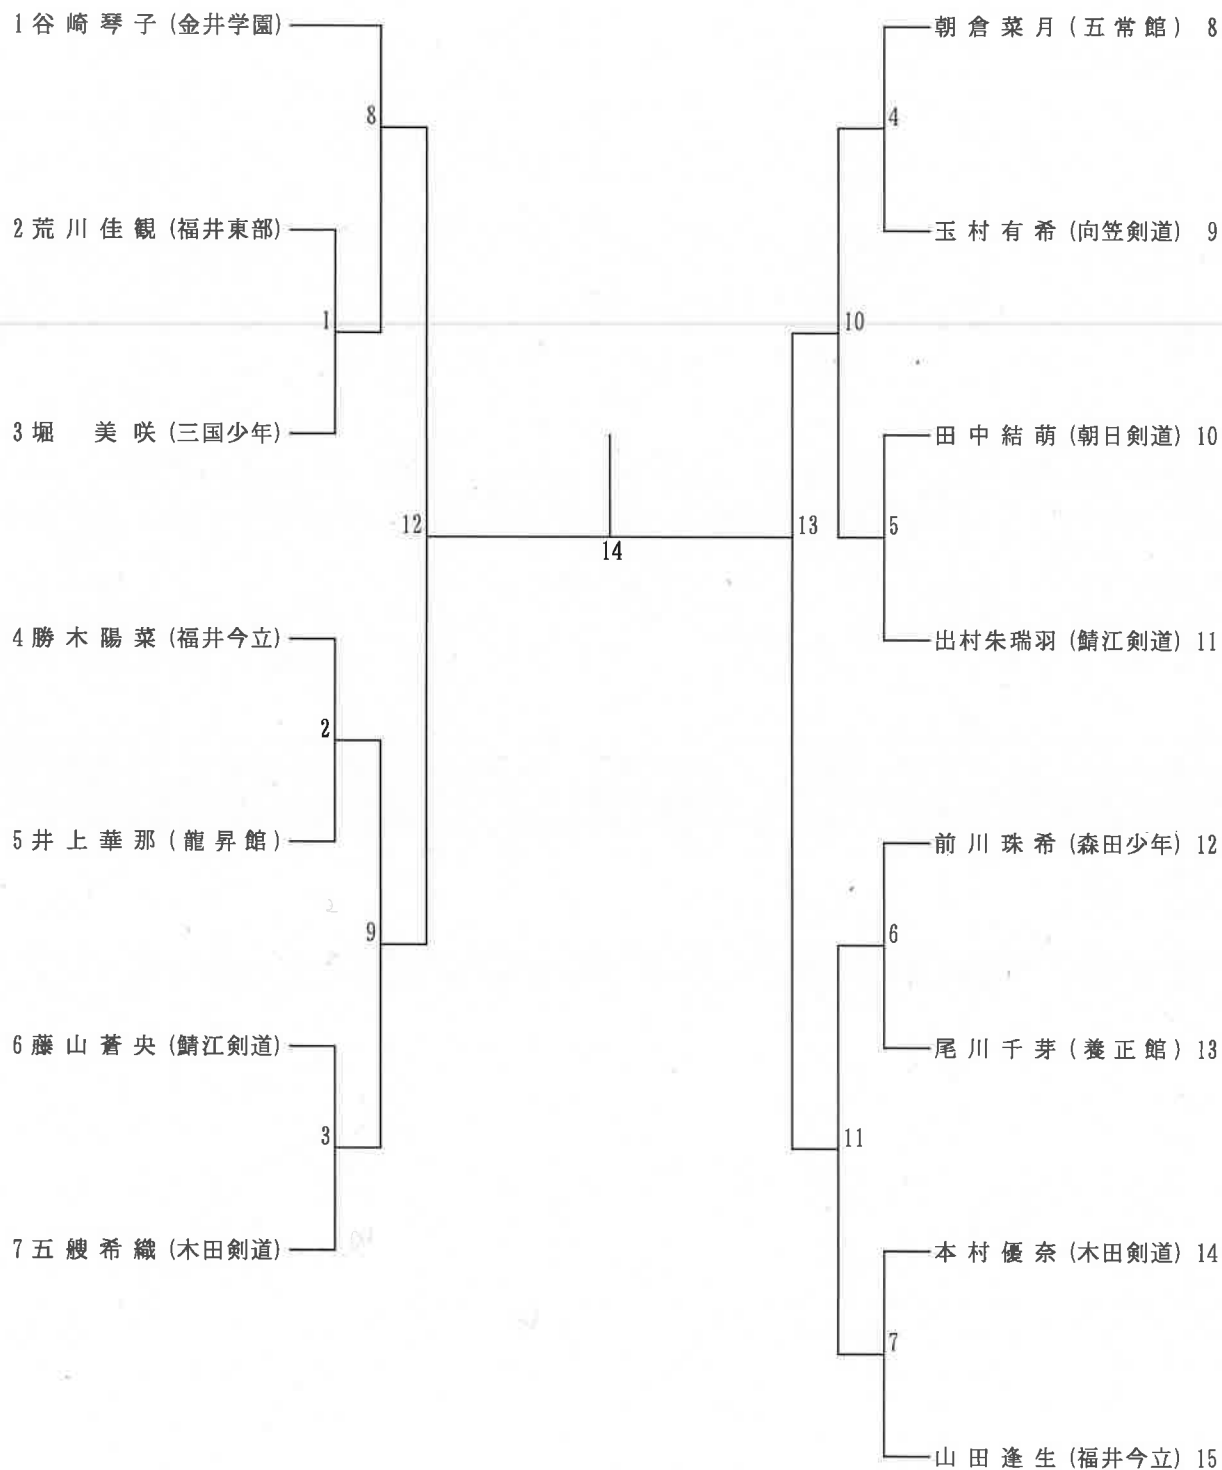 1 谷崎琴子 (金井学園)
8
2 荒川佳観 (福井東部)
1
3 堀 美咲 (三国少年)
12
4 勝木陽菜 (福井今立)
2
5 井上華那 (龍昇館)
9
6 藤山蒼央 (鯖江剣道)
3
7 五艘希織 (木田剣道)
14
朝倉菜月 (五常館) 8
4
玉村有希 (向笠剣道) 9
10
田中結萌 (朝日剣道) 10
13
5
出村朱瑞羽 (鯖江剣道) 11
前川珠希 (森田少年) 12
6
尾川千芽 (養正館) 13
11
本村優奈 (木田剣道) 14
7
山田逢生 (福井今立) 15